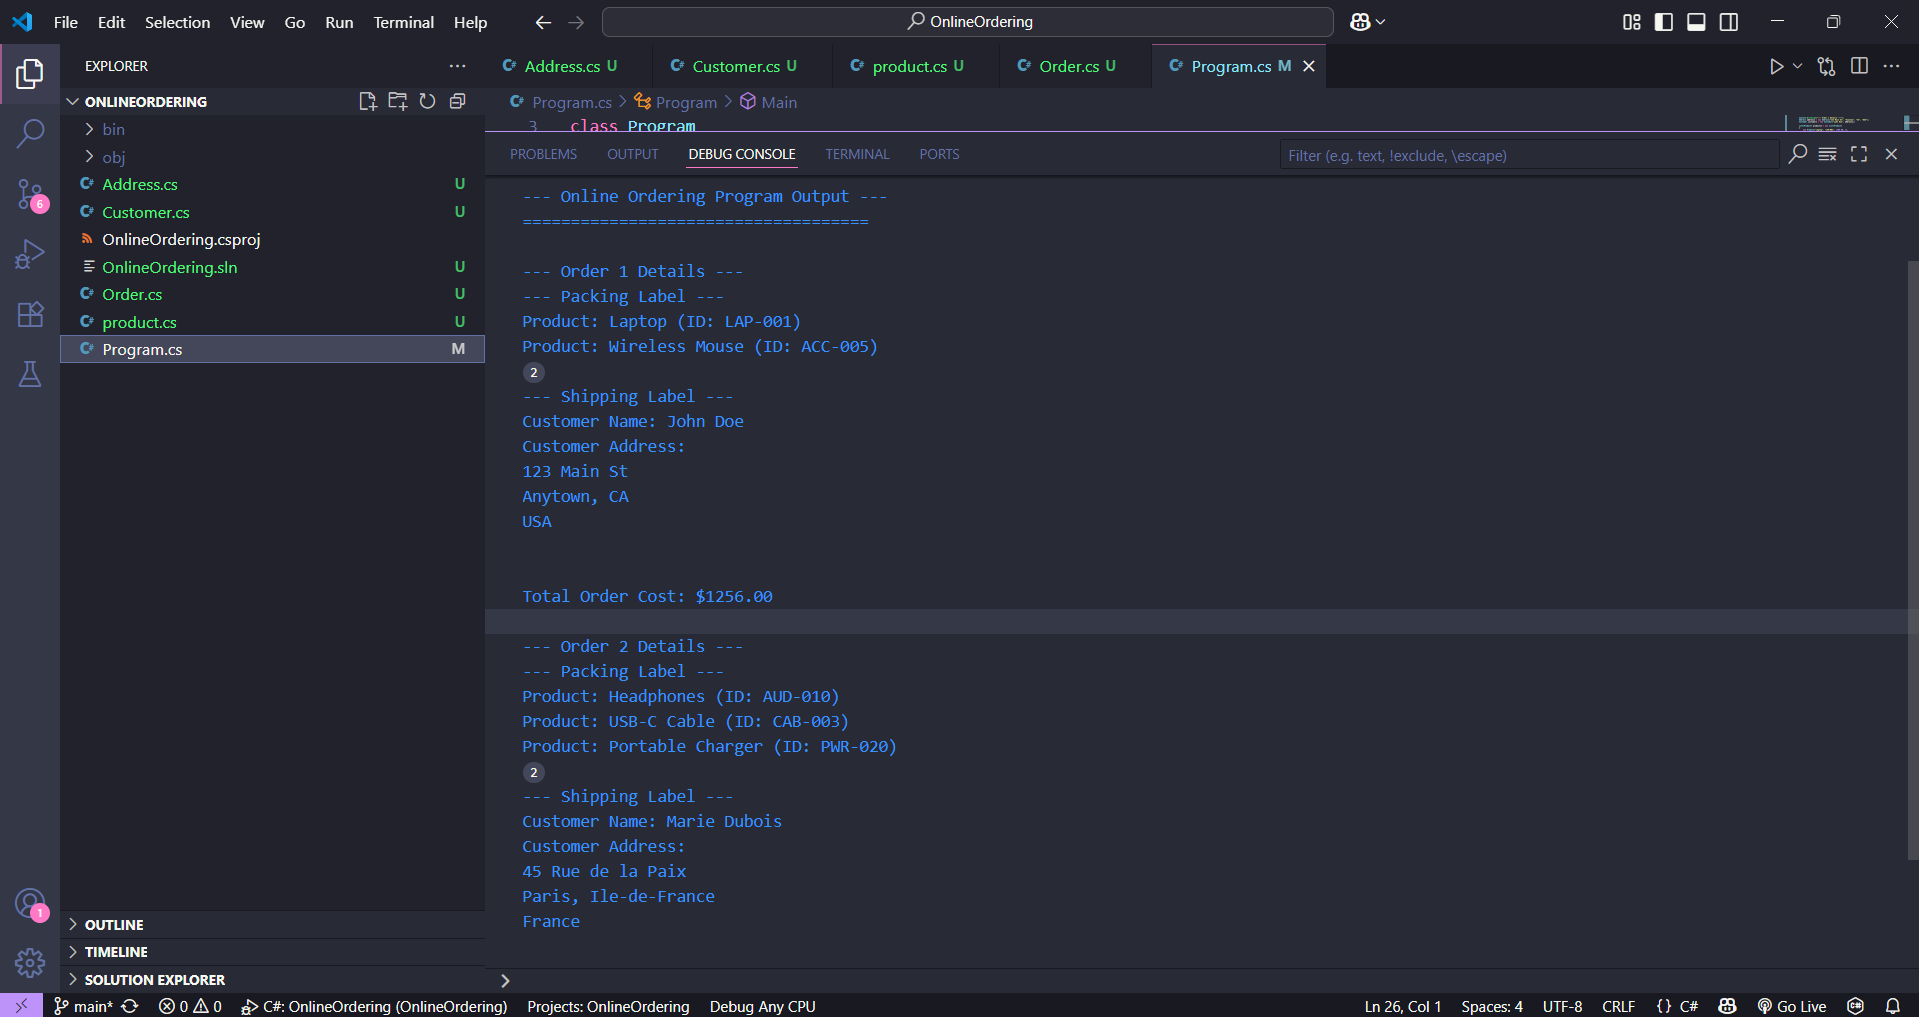 File Edit Selection View Go Run Terminal Help
OnlineOrdering
EXPLORER
ONLINEORDERING
bin
obj
Address.cs U
Customer.cs U
OnlineOrdering.csproj
OnlineOrdering.sln U
Order.cs U
product.cs U
Program.cs M
OUTLINE
TIMELINE
SOLUTION EXPLORER
6
1
Address.cs U Customer.cs U product.cs U Order.cs U Program.cs M
Program.cs > Program > Main
3 class Program
PROBLEMS OUTPUT DEBUG CONSOLE TERMINAL PORTS
Filter (e.g. text, !exclude, \escape)
--- Online Ordering Program Output ---
====================================
--- Order 1 Details ---
--- Packing Label ---
Product: Laptop (ID: LAP-001)
Product: Wireless Mouse (ID: ACC-005)
2
--- Shipping Label ---
Customer Name: John Doe
Customer Address:
123 Main St
Anytown, CA
USA
Total Order Cost: $1256.00
--- Order 2 Details ---
--- Packing Label ---
Product: Headphones (ID: AUD-010)
Product: USB-C Cable (ID: CAB-003)
Product: Portable Charger (ID: PWR-020)
2
--- Shipping Label ---
Customer Name: Marie Dubois
Customer Address:
45 Rue de la Paix
Paris, Ile-de-France
France
main* 0 0 C#: OnlineOrdering (OnlineOrdering) Projects: OnlineOrdering Debug Any CPU Ln 26, Col 1 Spaces: 4 UTF-8 CRLF {} C# Go Live